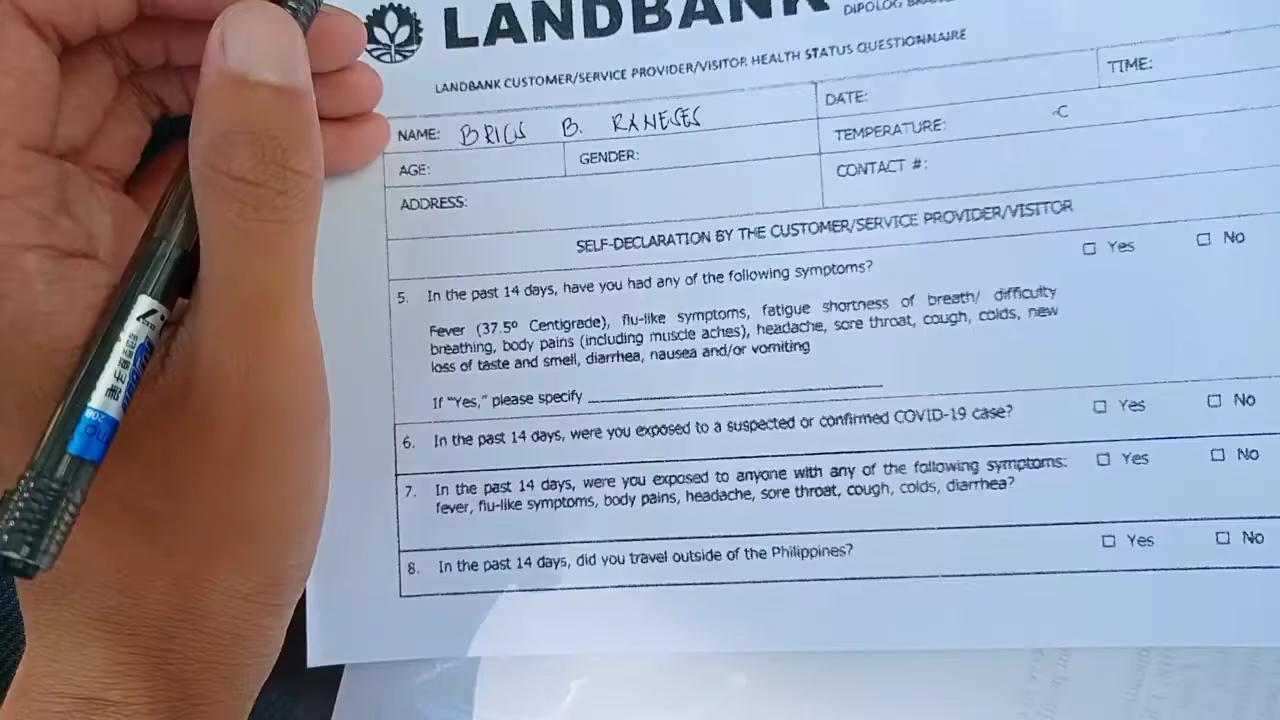 LANDBANK
DIPOLOG
LANDBANK CUSTOMER/SERVICE PROVIDER/VISITOR HEALTH STATUS QUESTIONNAIRE
NAME: BRICS B. RANESES
DATE:
TIME:
AGE:
GENDER:
TEMPERATURE: -C
ADDRESS:
CONTACT #:
SELF-DECLARATION BY THE CUSTOMER/SERVICE PROVIDER/VISITOR
5. In the past 14 days, have you had any of the following symptoms? □ Yes □ No
Fever (37.5º Centigrade), flu-like symptoms, fatigue shortness of breath/ difficulty
breathing, body pains (including muscle aches), headache, sore throat, cough, colds, new
loss of taste and smell, diarrhea, nausea and/or vomiting
If "Yes," please specify
6. In the past 14 days, were you exposed to a suspected or confirmed COVID-19 case? □ Yes □ No
7. In the past 14 days, were you exposed to anyone with any of the following symptoms: □ Yes □ No
fever, flu-like symptoms, body pains, headache, sore throat, cough, colds, diarrhea?
8. In the past 14 days, did you travel outside of the Philippines? □ Yes □ No